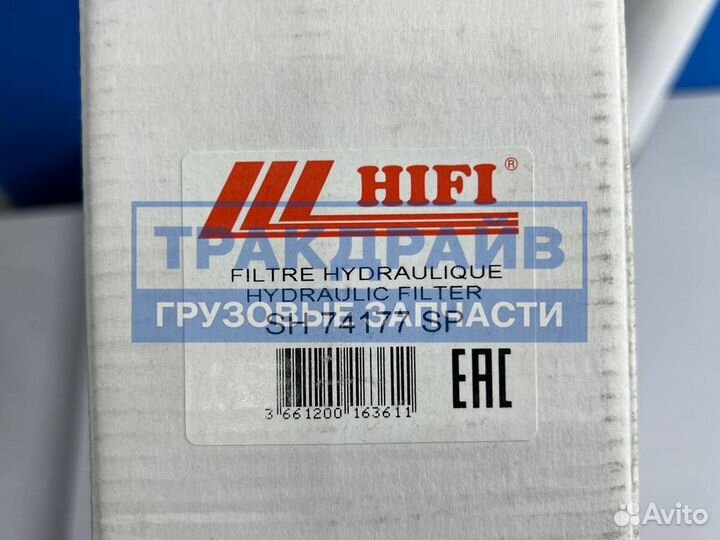 HIFI®
ТРАКДРАЙВ
FILTRE HYDRAULIQUE
HYDRAULIC FILTER
ГРУЗОВЫЕ ЗАПЧАСТИ
SH 74177 SP
EAC
3 661200 163611
Avito